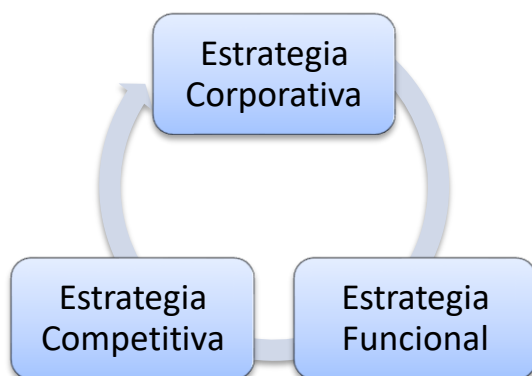 Estrategia
Corporativa
Estrategia
Competitiva
Estrategia
Funcional